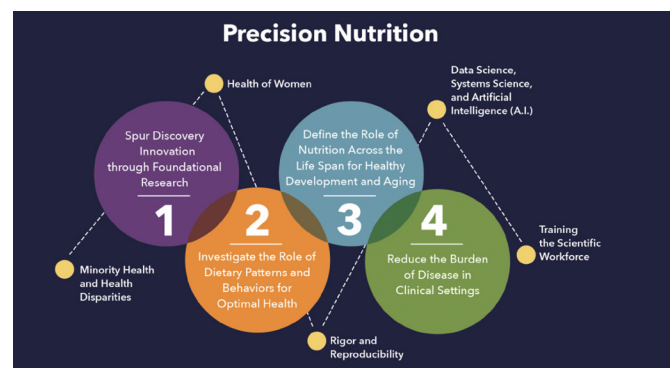 Precision Nutrition
Health of Women
Data Science,
Systems Science,
and Artificial
Intelligence (A.I.)
Spur Discovery
Innovation
through Foundational
Research
1
Investigate the Role of
Dietary Patterns and
Behaviors for
Optimal Health
2
Define the Role of
Nutrition Across the
Life Span for Healthy
Development and Aging
3
4
Reduce the Burden
of Disease in
Clinical Settings
Minority Health
and Health
Disparities
Rigor and
Reproducibility
Training
the Scientific
Workforce